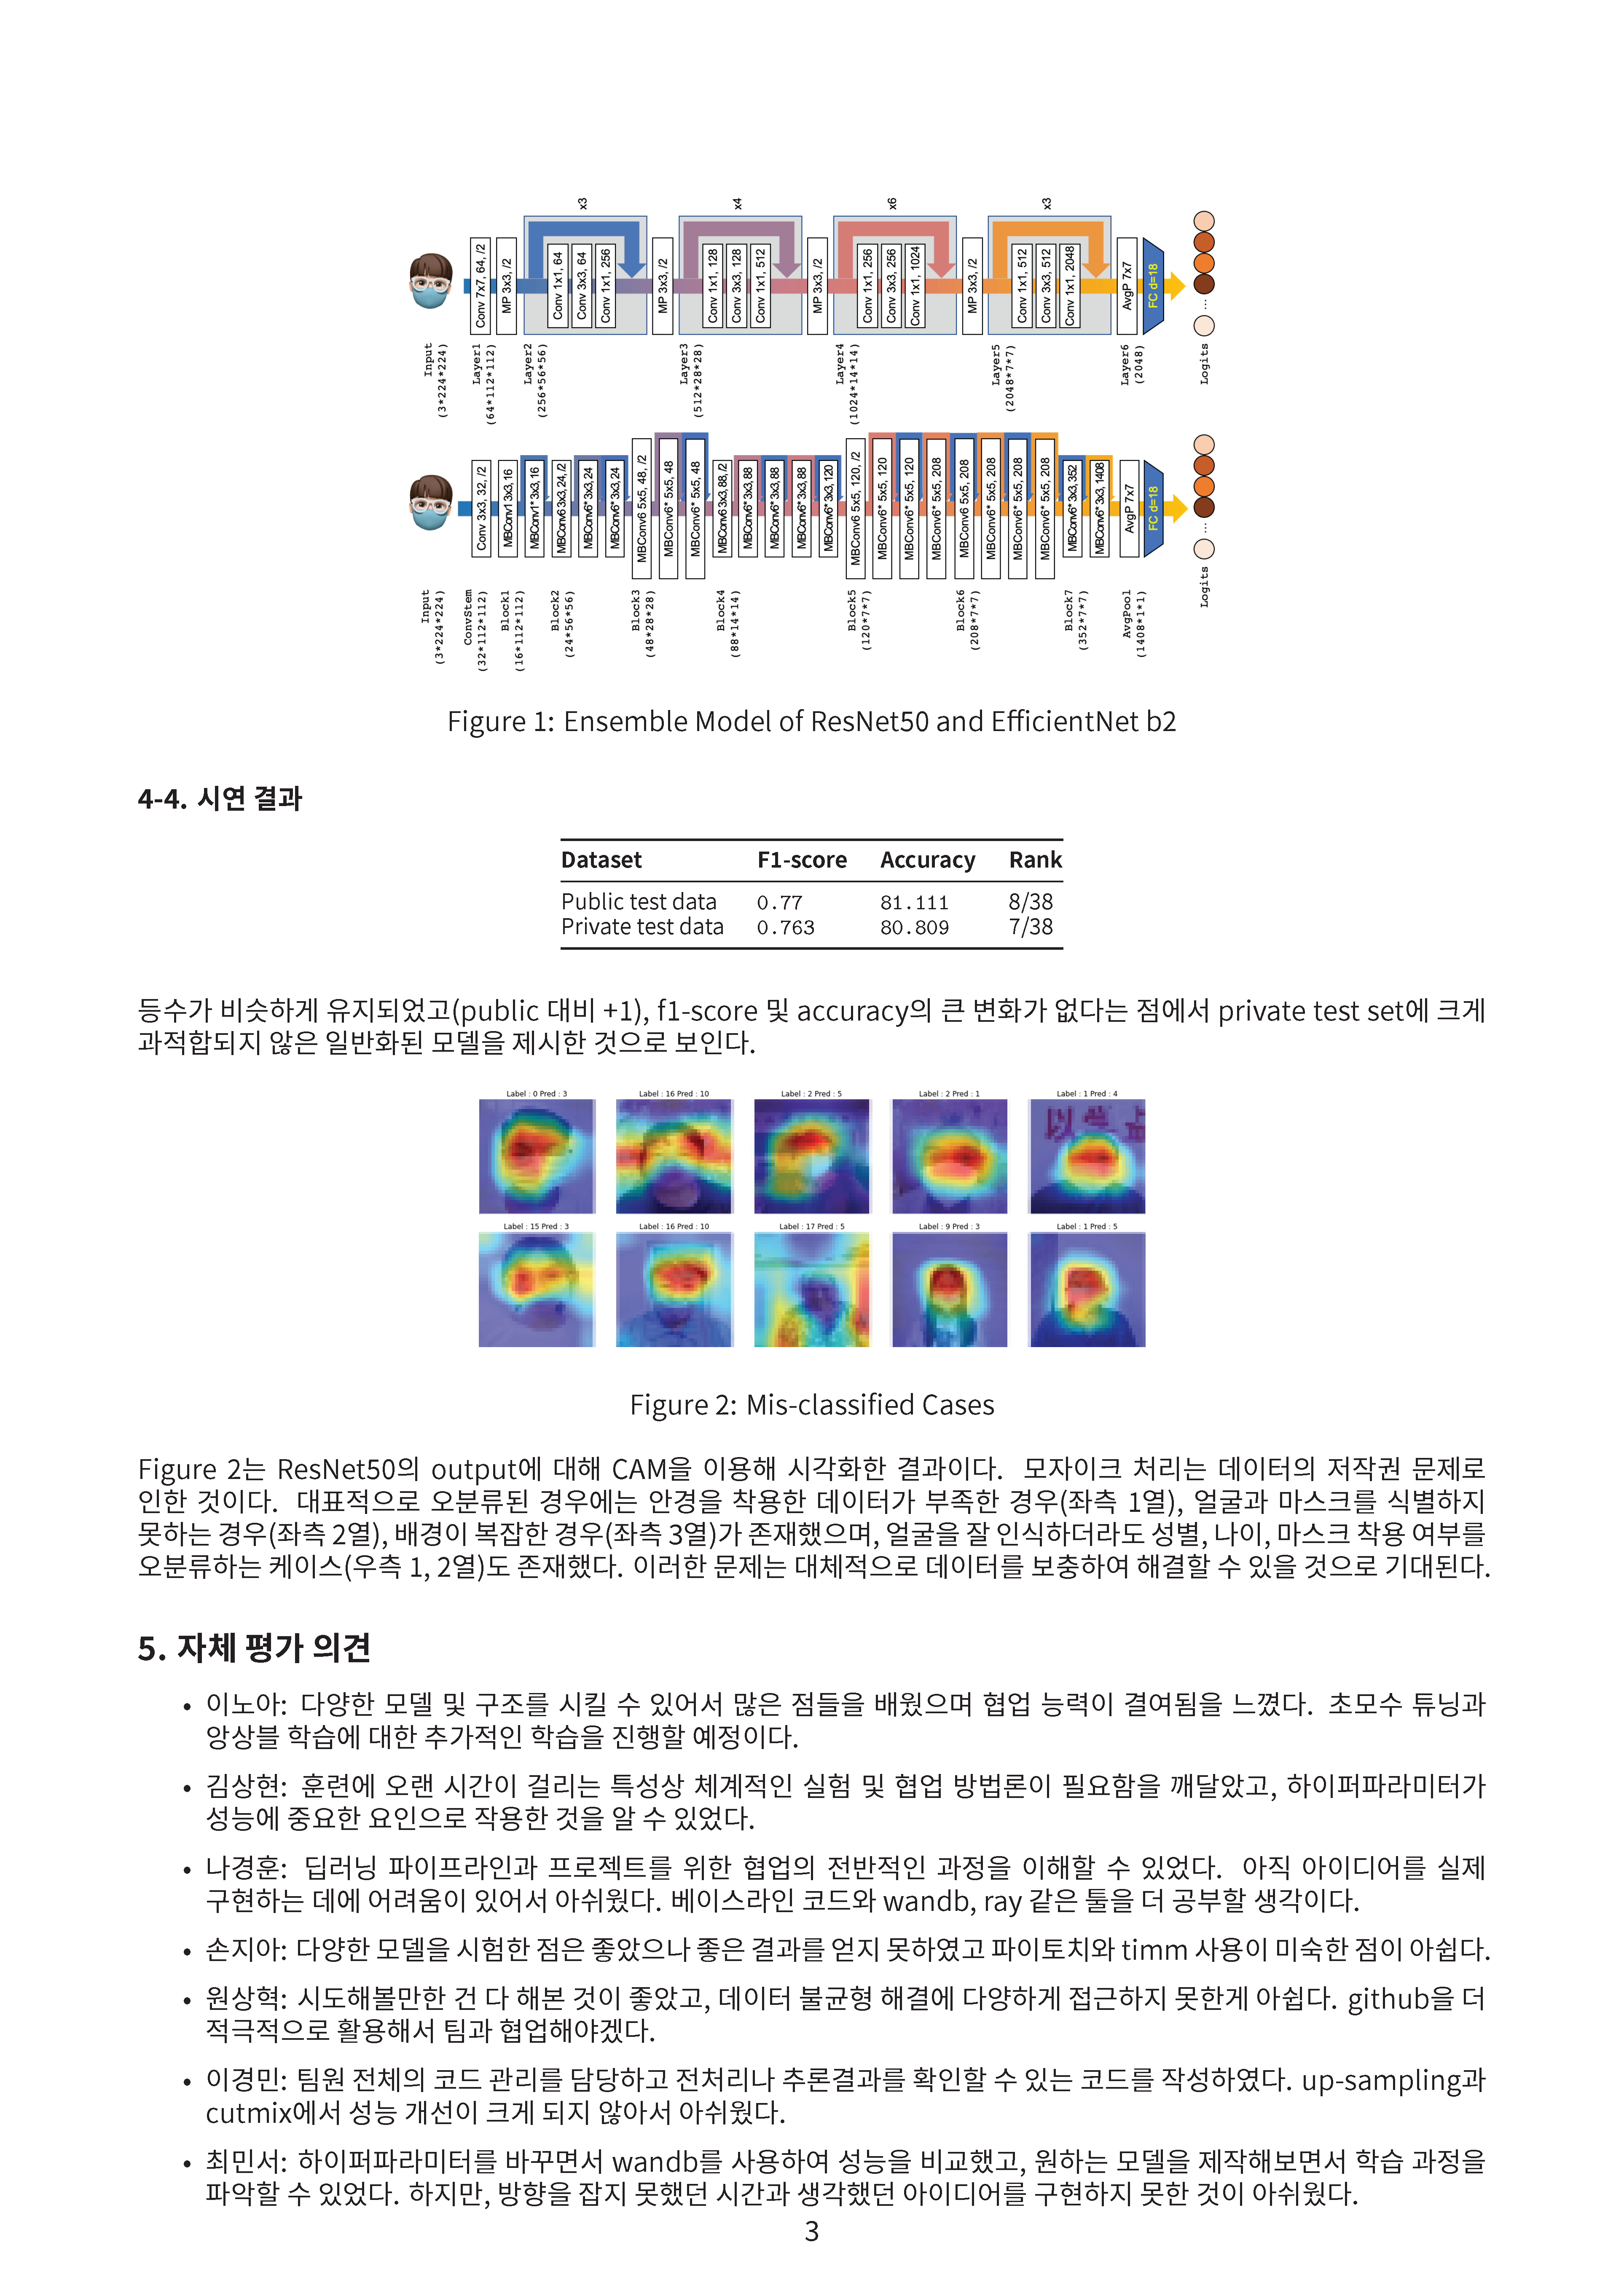 x3
x4
x6
x3
Conv 7x7, 64, /2
MP 3x3, /2
Conv 1x1, 64
Conv 3x3, 64
Conv 1x1, 256
MP 3x3, /2
Conv 1x1, 128
Conv 3x3, 128
Conv 1x1, 512
MP 3x3, /2
Conv 1x1, 256
Conv 3x3, 256
Conv 1x1, 1024
MP 3x3, /2
Conv 1x1, 512
Conv 3x3, 512
Conv 1x1, 2048
AvgP 7x7
FC d=18
...
Input
(3*224*224)
Layer1
(64*112*112)
Layer2
(256*56*56)
Layer3
(512*28*28)
Layer4
(1024*14*14)
Layer5
(2048*7*7)
Layer6
(2048)
Logits
Conv 3x3, 32, /2
MBConv1 3x3, 16
MBConv1* 3x3, 16
MBConv6 3x3, 24, /2
MBConv6* 3x3, 24
MBConv6* 3x3, 24
MBConv6 5x5, 48, /2
MBConv6* 5x5, 48
MBConv6* 5x5, 48
MBConv6 3x3, 88, /2
MBConv6* 3x3, 88
MBConv6* 3x3, 88
MBConv6* 3x3, 88
MBConv6* 3x3, 120
MBConv6 5x5, 120, /2
MBConv6* 5x5, 120
MBConv6* 5x5, 120
MBConv6* 5x5, 208
MBConv6 5x5, 208
MBConv6* 5x5, 208
MBConv6* 5x5, 208
MBConv6* 5x5, 208
MBConv6* 3x3, 352
MBConv6* 3x3, 1408
AvgP 7x7
FC d=18
...
Input
(3*224*224)
ConvStem
(32*112*112)
Block1
(16*112*112)
Block2
(24*56*56)
Block3
(48*28*28)
Block4
(88*14*14)
Block5
(120*7*7)
Block6
(208*7*7)
Block7
(352*7*7)
AvgPool
(1408*1*1)
Logits
Figure 1: Ensemble Model of ResNet50 and EfficientNet b2
4-4. 시연 결과
Dataset F1-score Accuracy Rank
Public test data 0.77 81.111 8/38
Private test data 0.763 80.809 7/38
등수가 비슷하게 유지되었고(public 대비 +1), f1-score 및 accuracy의 큰 변화가 없다는 점에서 private test set에 크게
과적합되지 않은 일반화된 모델을 제시한 것으로 보인다.
Label : 0 Pred : 3
Label : 16 Pred : 10
Label : 2 Pred : 5
Label : 2 Pred : 1
Label : 1 Pred : 4
Label : 15 Pred : 3
Label : 16 Pred : 10
Label : 17 Pred : 5
Label : 9 Pred : 3
Label : 1 Pred : 5
Figure 2: Mis-classified Cases
Figure 2는 ResNet50의 output에 대해 CAM을 이용해 시각화한 결과이다. 모자이크 처리는 데이터의 저작권 문제로
인한 것이다. 대표적으로 오분류된 경우에는 안경을 착용한 데이터가 부족한 경우(좌측 1열), 얼굴과 마스크를 식별하지
못하는 경우(좌측 2열), 배경이 복잡한 경우(좌측 3열)가 존재했으며, 얼굴을 잘 인식하더라도 성별, 나이, 마스크 착용 여부를
오분류하는 케이스(우측 1, 2열)도 존재했다. 이러한 문제는 대체적으로 데이터를 보충하여 해결할 수 있을 것으로 기대된다.
5. 자체 평가 의견
• 이노아: 다양한 모델 및 구조를 시킬 수 있어서 많은 점들을 배웠으며 협업 능력이 결여됨을 느꼈다. 초모수 튜닝과
앙상블 학습에 대한 추가적인 학습을 진행할 예정이다.
• 김상현: 훈련에 오랜 시간이 걸리는 특성상 체계적인 실험 및 협업 방법론이 필요함을 깨달았고, 하이퍼파라미터가
성능에 중요한 요인으로 작용한 것을 알 수 있었다.
• 나경훈: 딥러닝 파이프라인과 프로젝트를 위한 협업의 전반적인 과정을 이해할 수 있었다. 아직 아이디어를 실제
구현하는 데에 어려움이 있어서 아쉬웠다. 베이스라인 코드와 wandb, ray 같은 툴을 더 공부할 생각이다.
• 손지아: 다양한 모델을 시험한 점은 좋았으나 좋은 결과를 얻지 못하였고 파이토치와 timm 사용이 미숙한 점이 아쉽다.
• 원상혁: 시도해볼만한 건 다 해본 것이 좋았고, 데이터 불균형 해결에 다양하게 접근하지 못한게 아쉽다. github을 더
적극적으로 활용해서 팀과 협업해야겠다.
• 이경민: 팀원 전체의 코드 관리를 담당하고 전처리나 추론결과를 확인할 수 있는 코드를 작성하였다. up-sampling과
cutmix에서 성능 개선이 크게 되지 않아서 아쉬웠다.
• 최민서: 하이퍼파라미터를 바꾸면서 wandb를 사용하여 성능을 비교했고, 원하는 모델을 제작해보면서 학습 과정을
파악할 수 있었다. 하지만, 방향을 잡지 못했던 시간과 생각했던 아이디어를 구현하지 못한 것이 아쉬웠다.
3